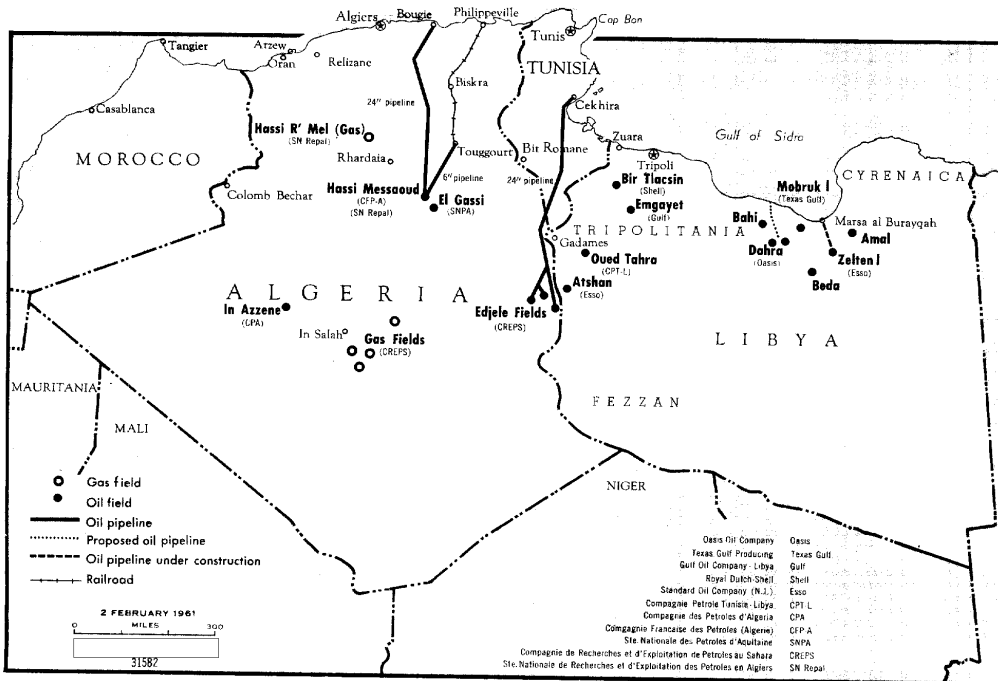 Algiers
Bougie
Philippeville
Cap Bon
Tunis
TUNISIA
Tangier
Arzew
Oran
Relizane
Casablanca
Biskra
Cekhira
24" pipeline
Hassi R' Mel (Gas)
(SN Repal)
MOROCCO
Rhardaia
Touggourt
Bit Romane
Zuara
Gulf of Sidra
Tripoli
CYRENAICA
Colomb Bechar
Hassi Messaoud
(CFP-A)
(SN Repal)
6" pipeline
24" pipeline
El Gassi
(SNPA)
Bir Tlacsin
(Shell)
Emgayet
(Gulf)
Mobruk I
(Texas Gulf)
Bahi
Marsa al Burayqah
TRIPOLITANIA
Gadames
Dahra
(Oasis)
Amal
Zelten I
(Esso)
Oued Tahra
(CPT-L)
Atshan
(Esso)
Beda
ALGERIA
In Azzene
(CPA)
Edjele Fields
(CREPS)
In Salah
Gas Fields
(CREPS)
LIBYA
MAURITANIA
FEZZAN
MALI
NIGER
Gas field
Oil field
Oil pipeline
Proposed oil pipeline
Oil pipeline under construction
Railroad
2 FEBRUARY 1961
MILES
0 300
31582
Oasis Oil Company Oasis
Texas Gulf Producing Texas Gulf
Gulf Oil Company - Libya Gulf
Royal Dutch-Shell Shell
Standard Oil Company (N.J.) Esso
Compagnie Petrole Tunisia-Libya CPT-L
Compagnie des Petroles d'Algeria CPA
Compagnie Francaise des Petroles (Algerie) CFP-A
Ste. Nationale des Petroles d'Aquitaine SNPA
Compagnie de Recherches et d'Exploitation de Petroles au Sahara CREPS
Ste. Nationale de Recherches et d'Exploitation des Petroles en Algiers SN Repal